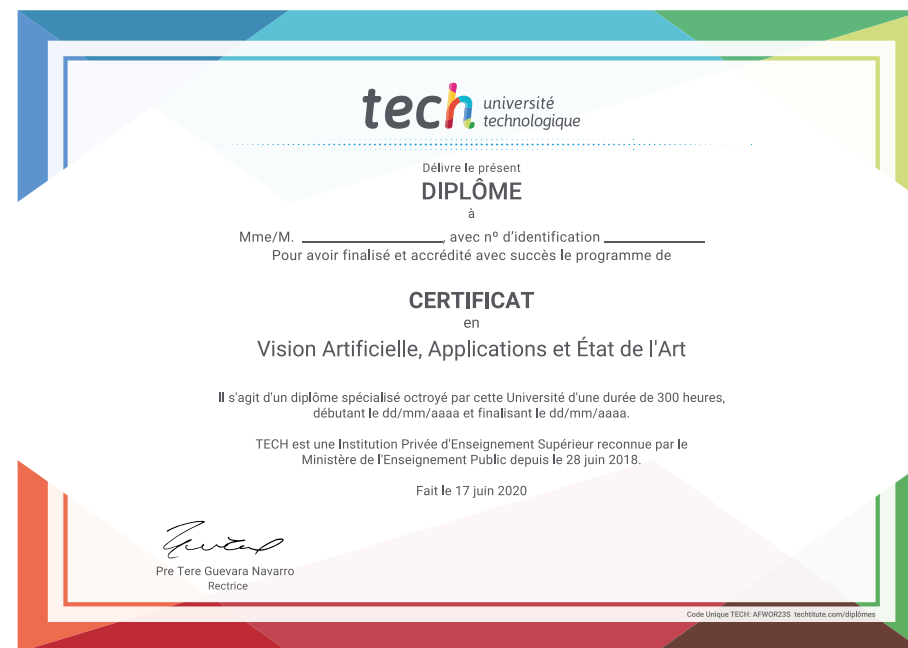 tech université
technologique
Délivre le présent
DIPLÔME
à
Mme/M. ____________________, avec nº d'identification ______________
Pour avoir finalisé et accrédité avec succès le programme de
CERTIFICAT
en
Vision Artificielle, Applications et État de l'Art
Il s'agit d'un diplôme spécialisé octroyé par cette Université d'une durée de 300 heures,
débutant le dd/mm/aaaa et finalisant le dd/mm/aaaa.
TECH est une Institution Privée d'Enseignement Supérieur reconnue par le
Ministère de l'Enseignement Public depuis le 28 juin 2018.
Fait le 17 juin 2020
Pre Tere Guevara Navarro
Rectrice
Code Unique TECH: AFWOR23S techtitute.com/diplômes